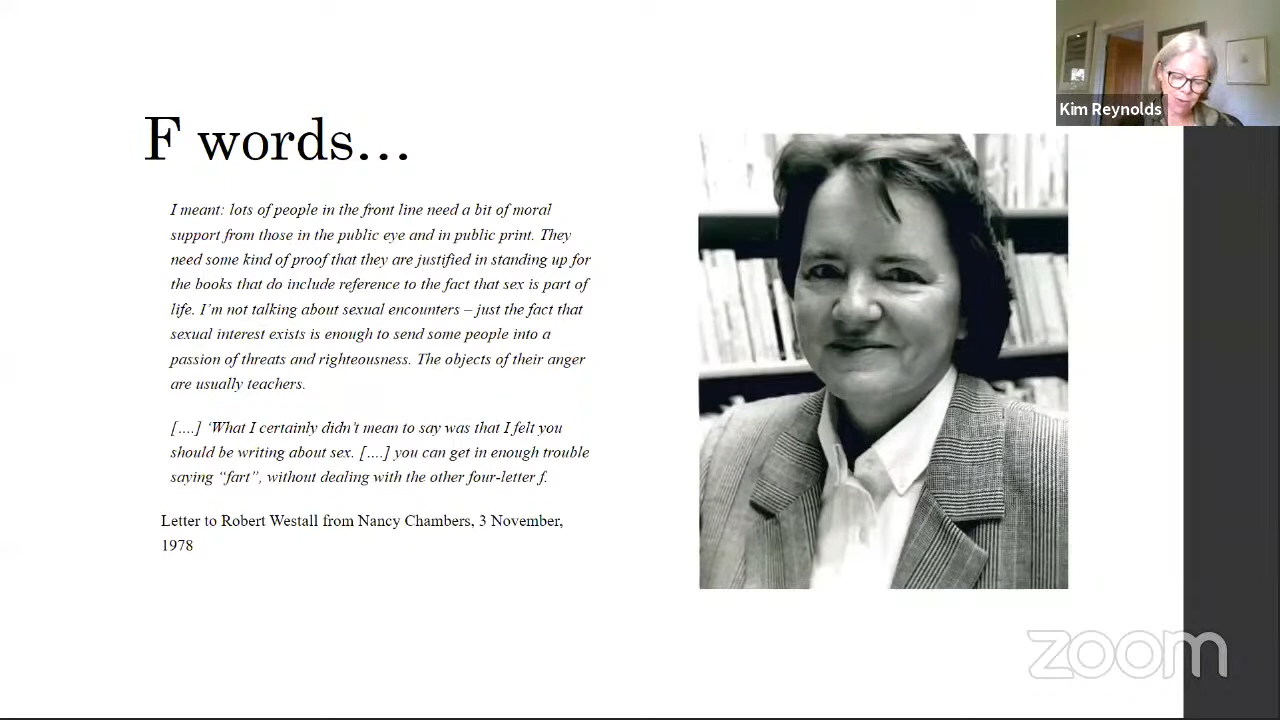 Kim Reynolds
F words…
I meant: lots of people in the front line need a bit of moral
support from those in the public eye and in public print. They
need some kind of proof that they are justified in standing up for
the books that do include reference to the fact that sex is part of
life. I'm not talking about sexual encounters – just the fact that
sexual interest exists is enough to send some people into a
passion of threats and righteousness. The objects of their anger
are usually teachers.
[….] ‘What I certainly didn’t mean to say was that I felt you
should be writing about sex. [….] you can get in enough trouble
saying “fart”, without dealing with the other four-letter f.
Letter to Robert Westall from Nancy Chambers, 3 November,
1978
zoom